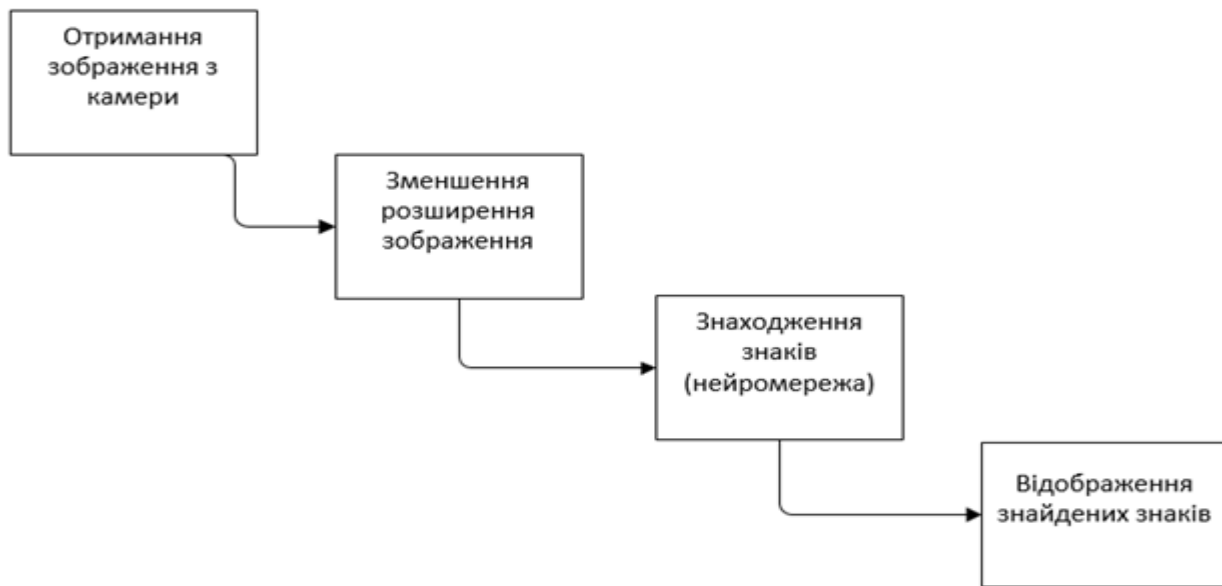 Отримання
зображення з
камери
Зменшення
розширення
зображення
Знаходження
знаків
(нейромережа)
Відображення
знайдених знаків